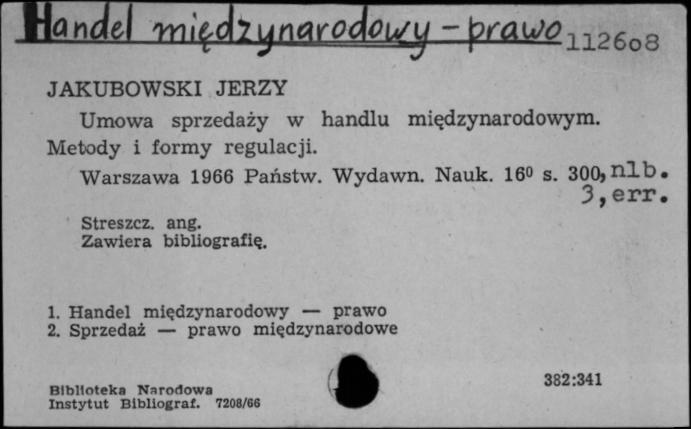 Handel międzynarodowy - prawo 112608
JAKUBOWSKI JERZY
Umowa sprzedaży w handlu międzynarodowym.
Metody i formy regulacji.
Warszawa 1966 Państw. Wydawn. Nauk. 16⁰ s. 300, nlb.
3, err.
Streszcz. ang.
Zawiera bibliografię.
1. Handel międzynarodowy — prawo
2. Sprzedaż — prawo międzynarodowe
382:341
Biblioteka Narodowa
Instytut Bibliograf. 7208/66